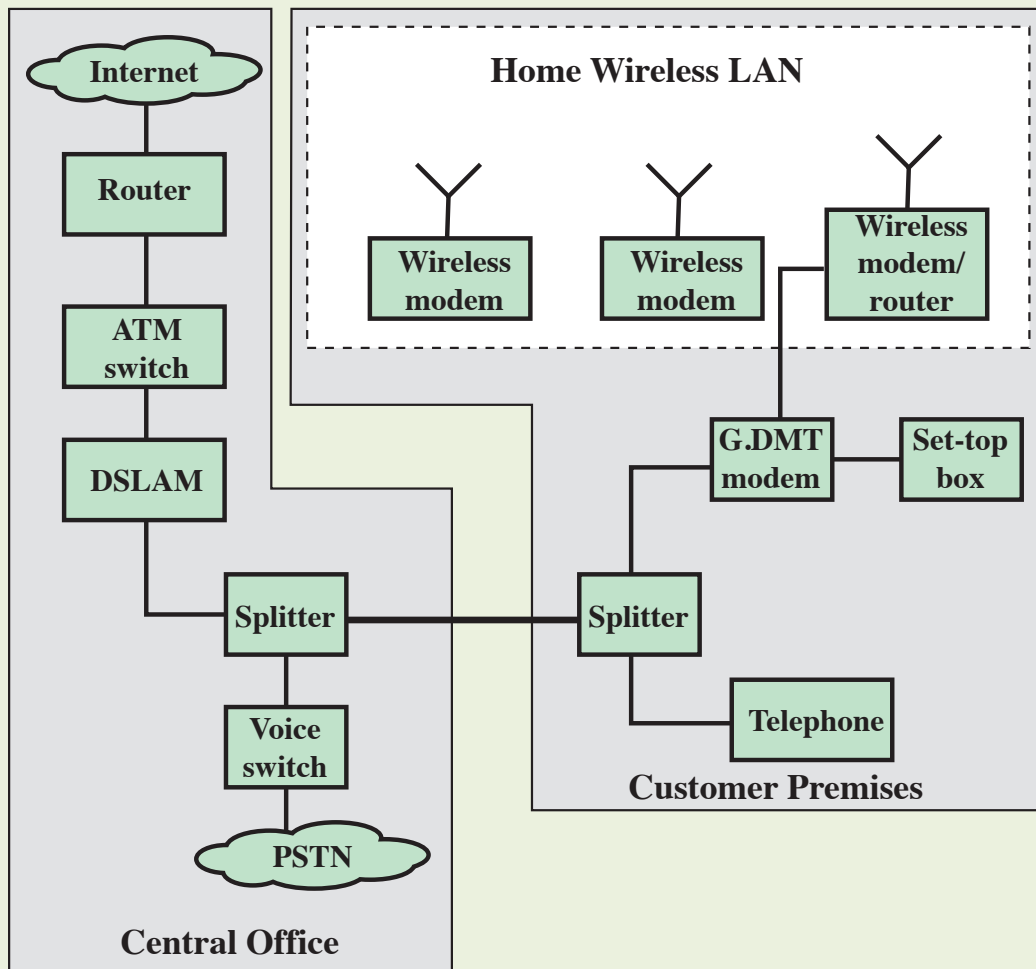 Internet
Router
ATM
switch
DSLAM
Splitter
Voice
switch
PSTN
Central Office
Home Wireless LAN
Wireless
modem
Wireless
modem
Wireless
modem/
router
G.DMT
modem
Set-top
box
Splitter
Telephone
Customer Premises